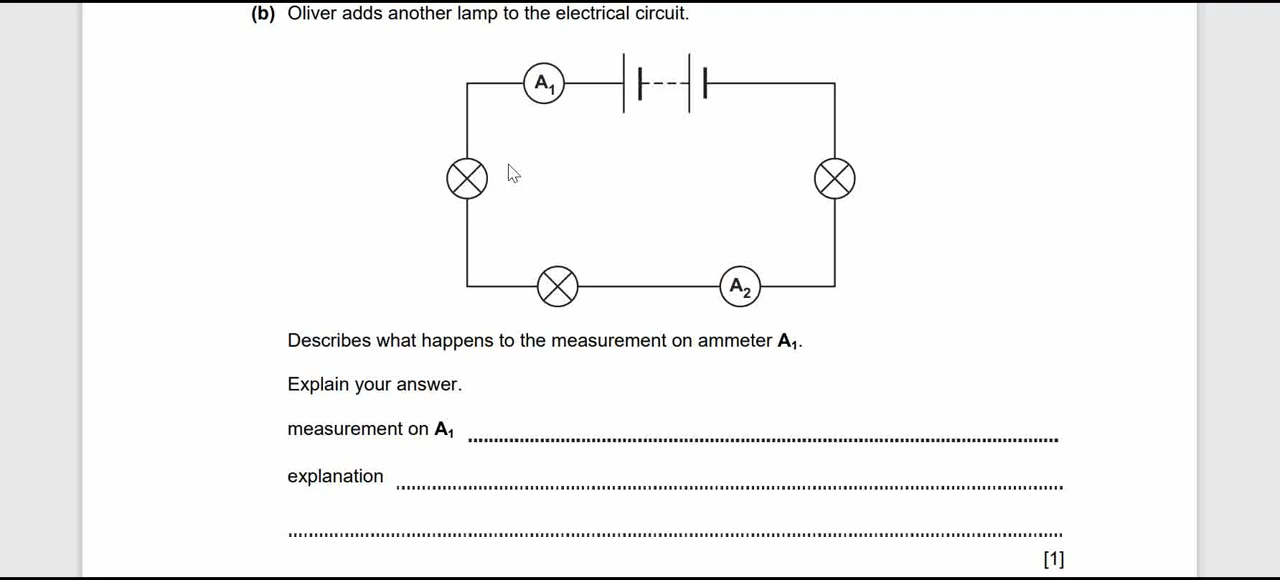 (b) Oliver adds another lamp to the electrical circuit.
A1
A2
Describes what happens to the measurement on ammeter A1.
Explain your answer.
measurement on A1
explanation
[1]